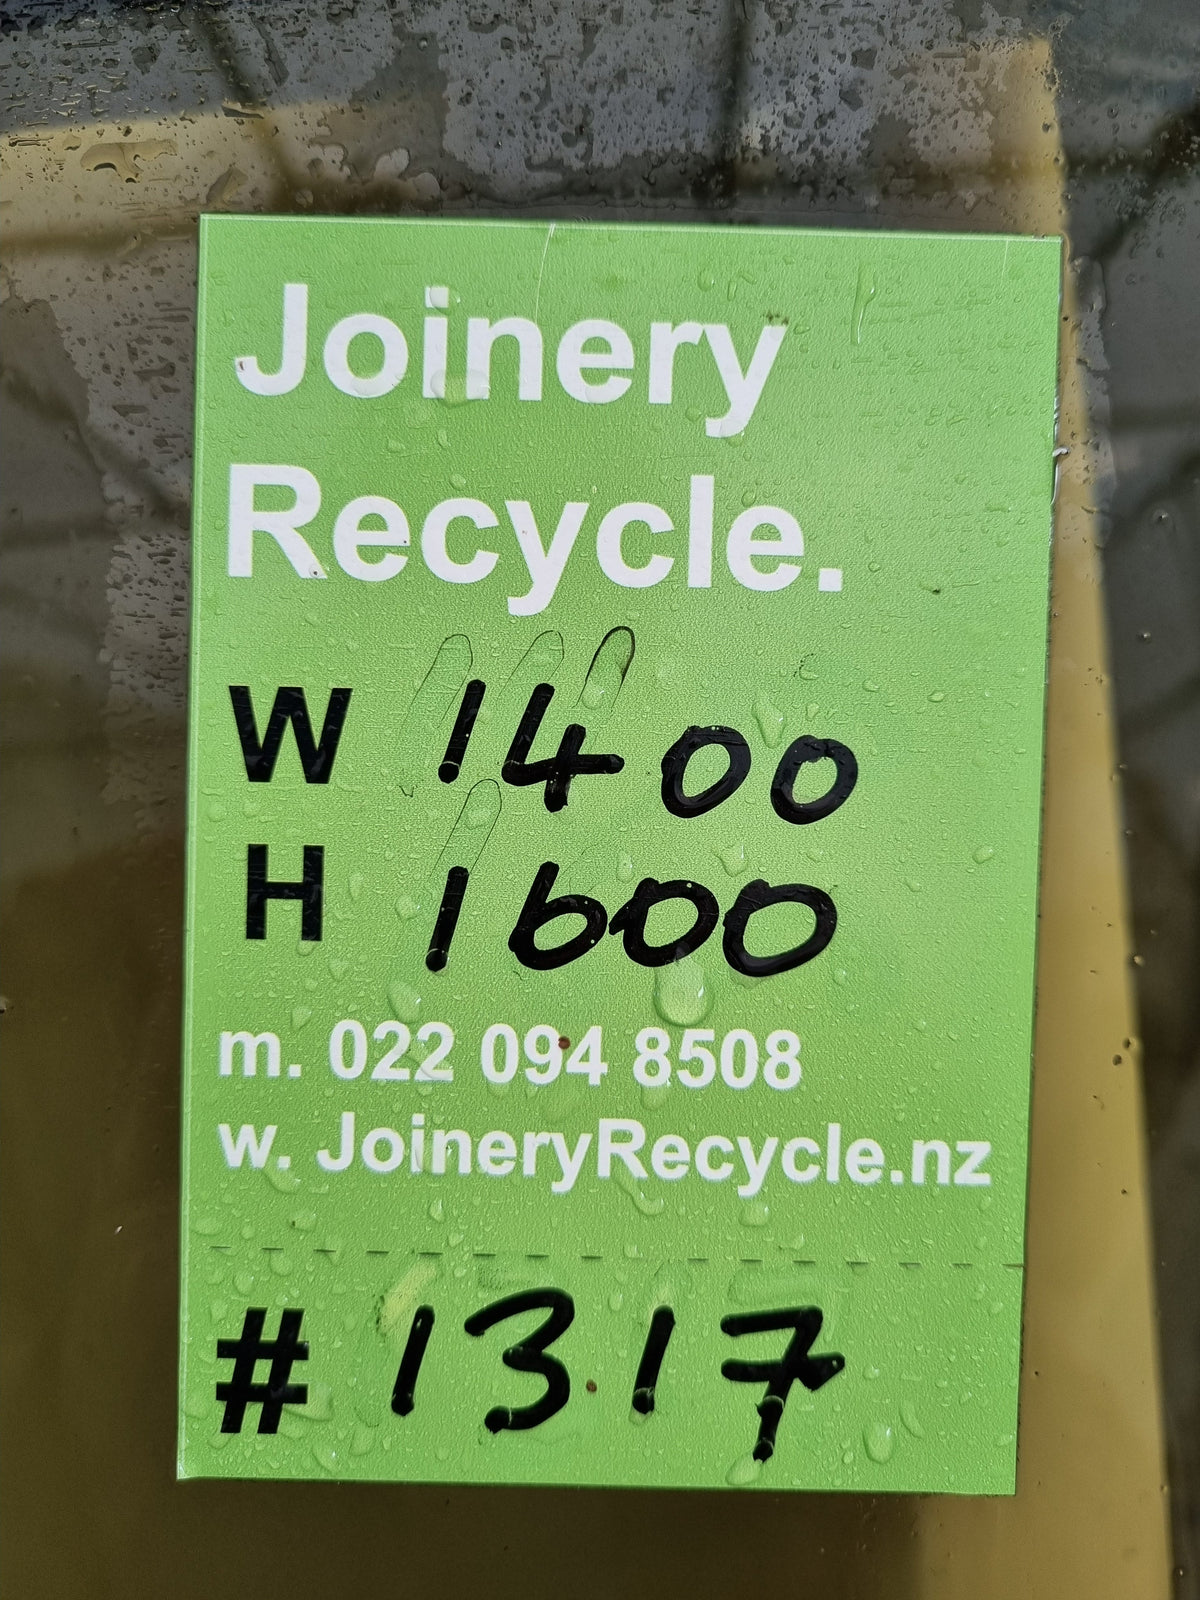 Joinery
Recycle.
W 1400
H 1600
m. 022 094 8508
w. JoineryRecycle.nz
# 1317